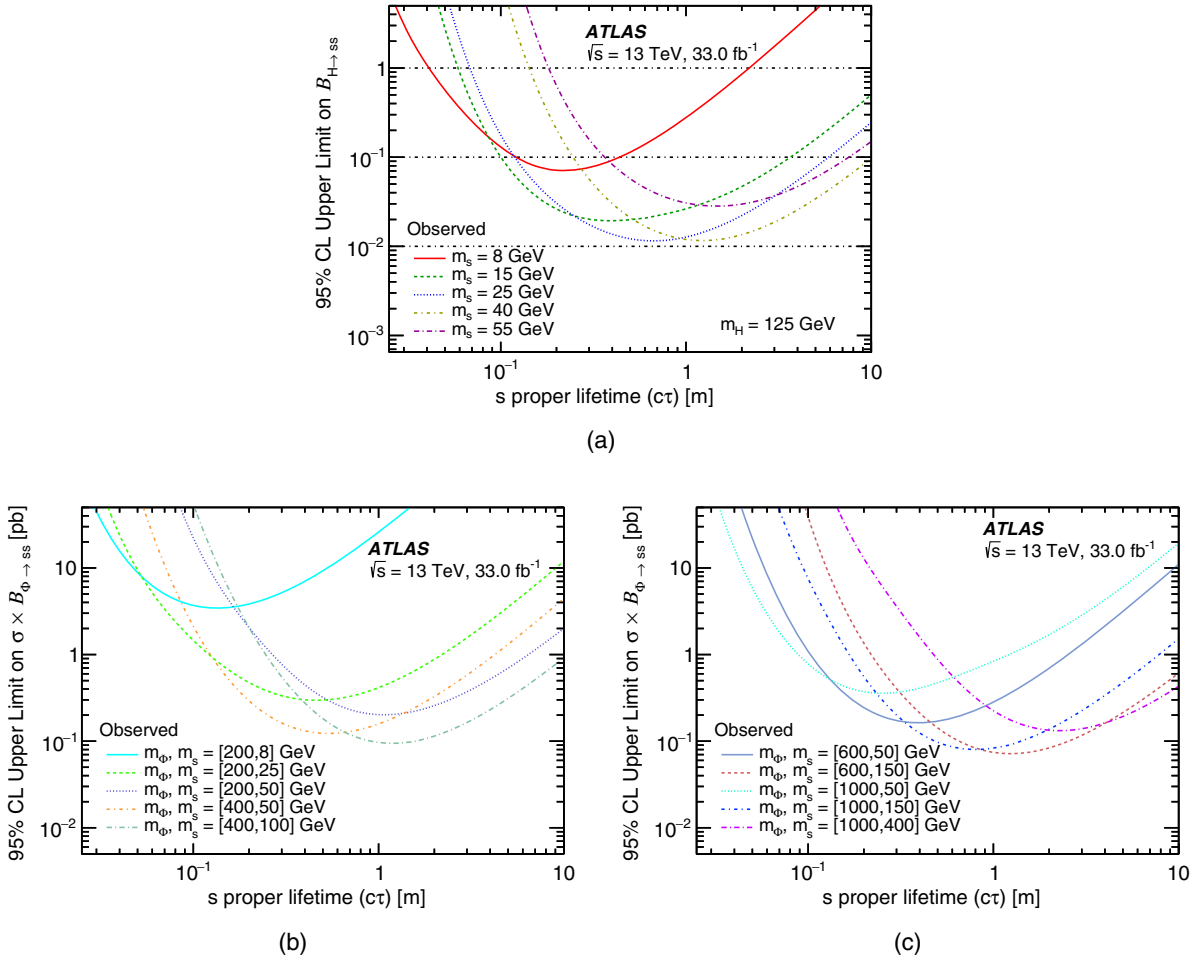 95% CL Upper Limit on B_{H→ ss}
ATLAS
√s = 13 TeV, 33.0 fb⁻¹
1
10⁻¹
10⁻²
10⁻³
Observed
m_s = 8 GeV
m_s = 15 GeV
m_s = 25 GeV
m_s = 40 GeV
m_s = 55 GeV
m_H = 125 GeV
10⁻¹ 1 10
s proper lifetime (cτ) [m]
(a)
95% CL Upper Limit on σ × B_{Φ → ss} [pb]
ATLAS
√s = 13 TeV, 33.0 fb⁻¹
10
1
10⁻¹
10⁻²
Observed
m_Φ, m_s = [200,8] GeV
m_Φ, m_s = [200,25] GeV
m_Φ, m_s = [200,50] GeV
m_Φ, m_s = [400,50] GeV
m_Φ, m_s = [400,100] GeV
10⁻¹ 1 10
s proper lifetime (cτ) [m]
(b)
95% CL Upper Limit on σ × B_{Φ → ss} [pb]
ATLAS
√s = 13 TeV, 33.0 fb⁻¹
10
1
10⁻¹
10⁻²
Observed
m_Φ, m_s = [600,50] GeV
m_Φ, m_s = [600,150] GeV
m_Φ, m_s = [1000,50] GeV
m_Φ, m_s = [1000,150] GeV
m_Φ, m_s = [1000,400] GeV
10⁻¹ 1 10
s proper lifetime (cτ) [m]
(c)